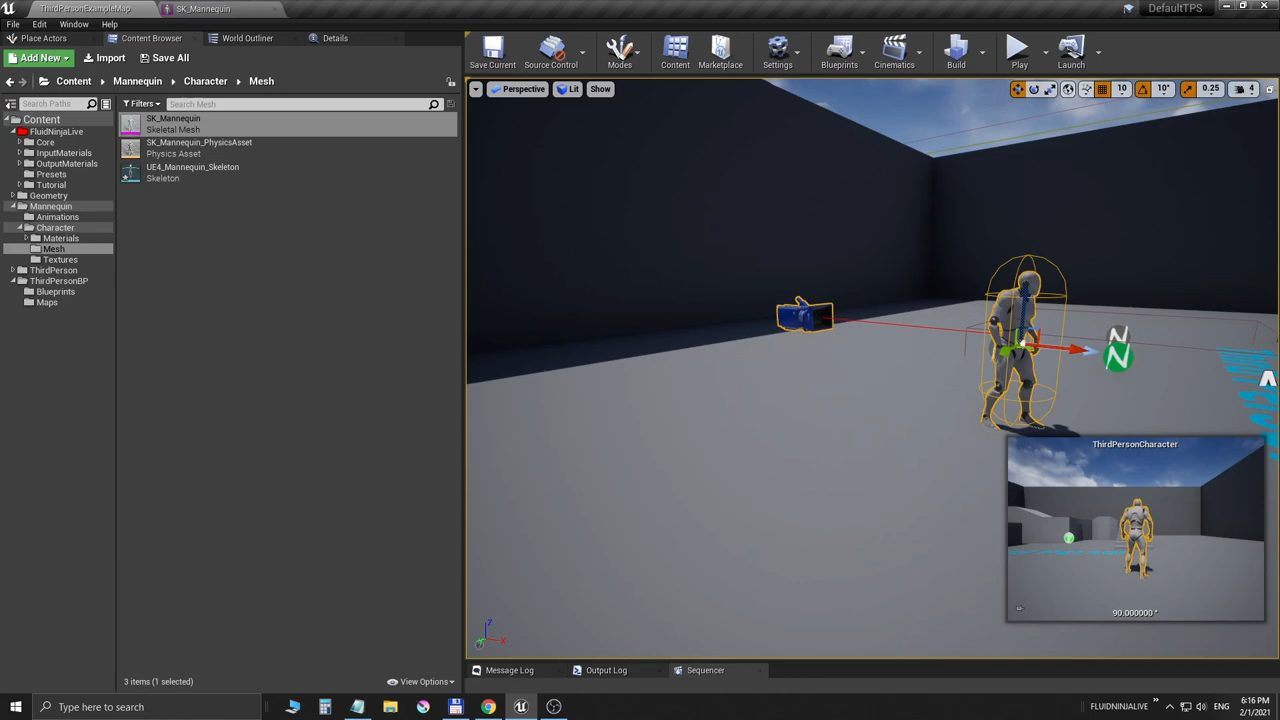 ThirdPersonExampleMap
SK_Mannequin
DefaultTPS
File Edit Window Help
Place Actors
Content Browser
World Outliner
Details
Add New
Import
Save All
Content
Mannequin
Character
Mesh
Search Paths
Filters
Search Mesh
Content
FluidNinjaLive
Core
InputMaterials
OutputMaterials
Presets
Tutorial
Geometry
Mannequin
Animations
Character
Materials
Mesh
Textures
ThirdPerson
ThirdPersonBP
Blueprints
Maps
SK_Mannequin
Skeletal Mesh
SK_Mannequin_PhysicsAsset
Physics Asset
UE4_Mannequin_Skeleton
Skeleton
3 items (1 selected)
View Options
Save Current
Source Control
Modes
Content
Marketplace
Settings
Blueprints
Cinematics
Build
Play
Launch
Perspective
Lit
Show
10
10°
0.25
4
N
N
ThirdPersonCharacter
90.000000 °
Z
X
Message Log
Output Log
Sequencer
Type here to search
FLUIDNINJALIVE
»
ENG
6:16 PM
2/1/2021